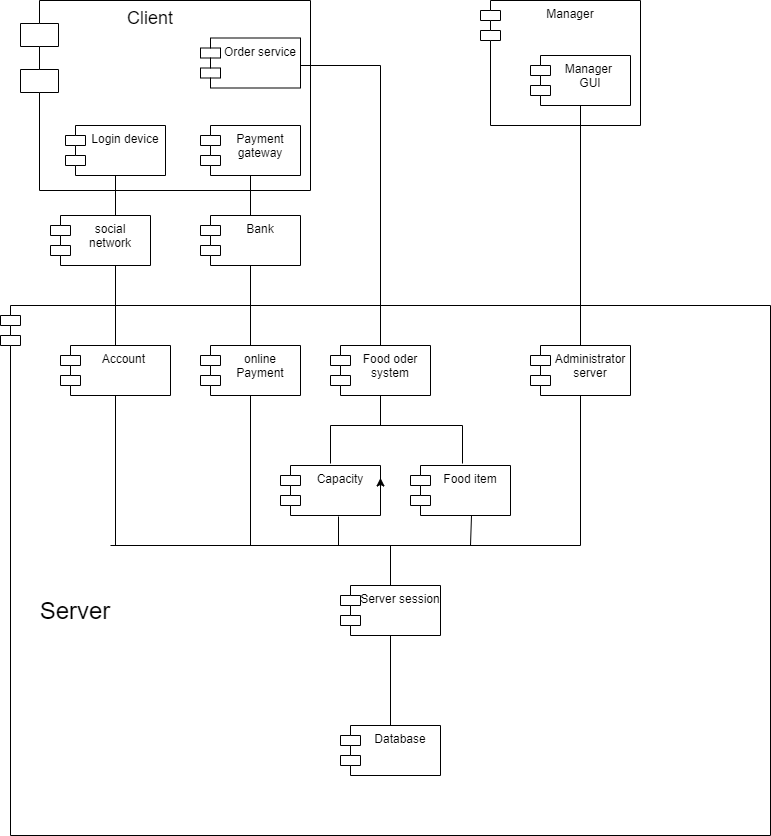 Client
Manager
Order service
Manager
GUI
Login device
Payment
gateway
social
network
Bank
Account
online
Payment
Food oder
system
Administrator
server
Capacity
Food item
Server session
Server
Database